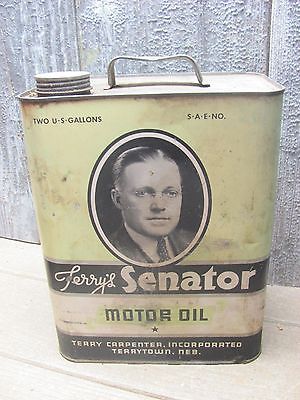 TWO U·S·GALLONS S·A·E·NO.
Terry's Senator
MOTOR OIL
TERRY CARPENTER, INCORPORATED
TERRYTOWN, NEB.